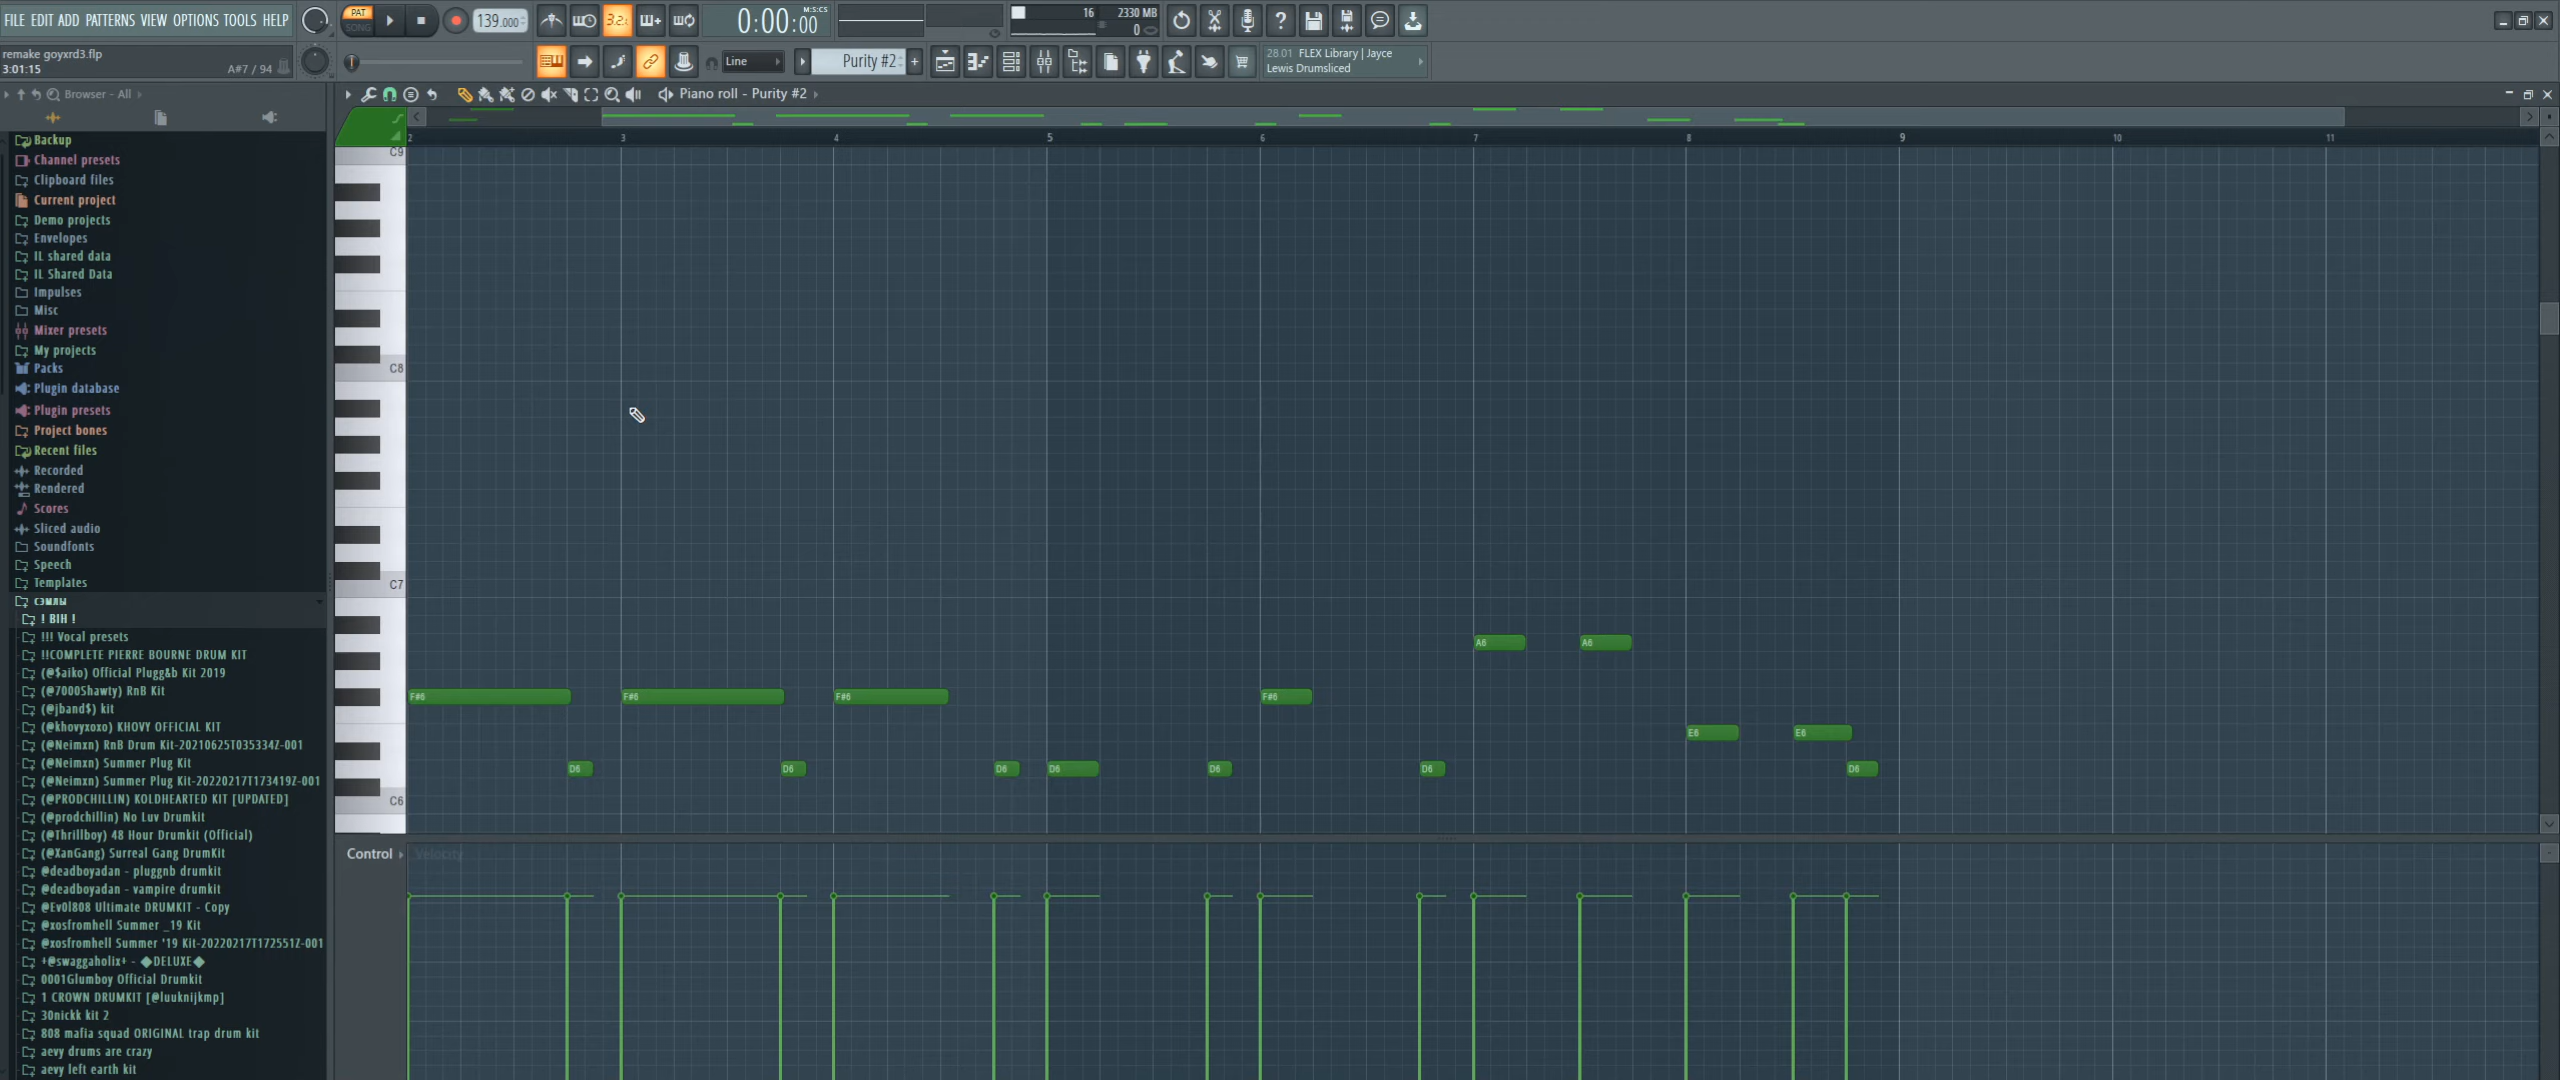 FILE EDIT ADD PATTERNS VIEW OPTIONS TOOLS HELP
PAT
SONG
139.000
M:S:CS
0:00:00
16
2330 MB
0
remake goyxrd3.flp
3:01:15
A#7 / 94
Line
Purity #2
28.01 FLEX Library | Jayce
Lewis Drumsliced
Browser - All
Piano roll - Purity #2
2 3 4 5 6 7 8 9 10 11
Backup
Channel presets
Clipboard files
Current project
Demo projects
Envelopes
IL shared data
IL Shared Data
Impulses
Misc
Mixer presets
My projects
Packs
Plugin database
Plugin presets
Project bones
Recent files
Recorded
Rendered
Scores
Sliced audio
Soundfonts
Speech
Templates
! BIH !
!!! Vocal presets
!!COMPLETE PIERRE BOURNE DRUM KIT
(@$aiko) Official Plugg&b Kit 2019
(@7000Shawty) RnB Kit
(@jband$) kit
(@khovyxoxo) KHOVY OFFICIAL KIT
(@Neimxn) RnB Drum Kit-20210625T035334Z-001
(@Neimxn) Summer Plug Kit
(@Neimxn) Summer Plug Kit-20220217T173419Z-001
(@PRODCHILLIN) KOLDHEARTED KIT [UPDATED]
(@prodchillin) No Luv Drumkit
(@Thrillboy) 48 Hour Drumkit (Official)
(@XanGang) Surreal Gang DrumKit
@deadboyadan - pluggnb drumkit
@deadboyadan - vampire drumkit
@Ev0l808 Ultimate DRUMKIT - Copy
@xosfromhell Summer _19 Kit
@xosfromhell Summer '19 Kit-20220217T172551Z-001
+@swaggaholix+ - ◆DELUXE◆
0001Glumboy Official Drumkit
1 CROWN DRUMKIT [@luuknijkmp]
30nickk kit 2
808 mafia squad ORIGINAL trap drum kit
aevy drums are crazy
aevy left earth kit
C9
C8
C7
C6
A6 A6
F#6 F#6 F#6 F#6
E6 E6
D6 D6 D6 D6 D6 D6 D6
Control
Velocity